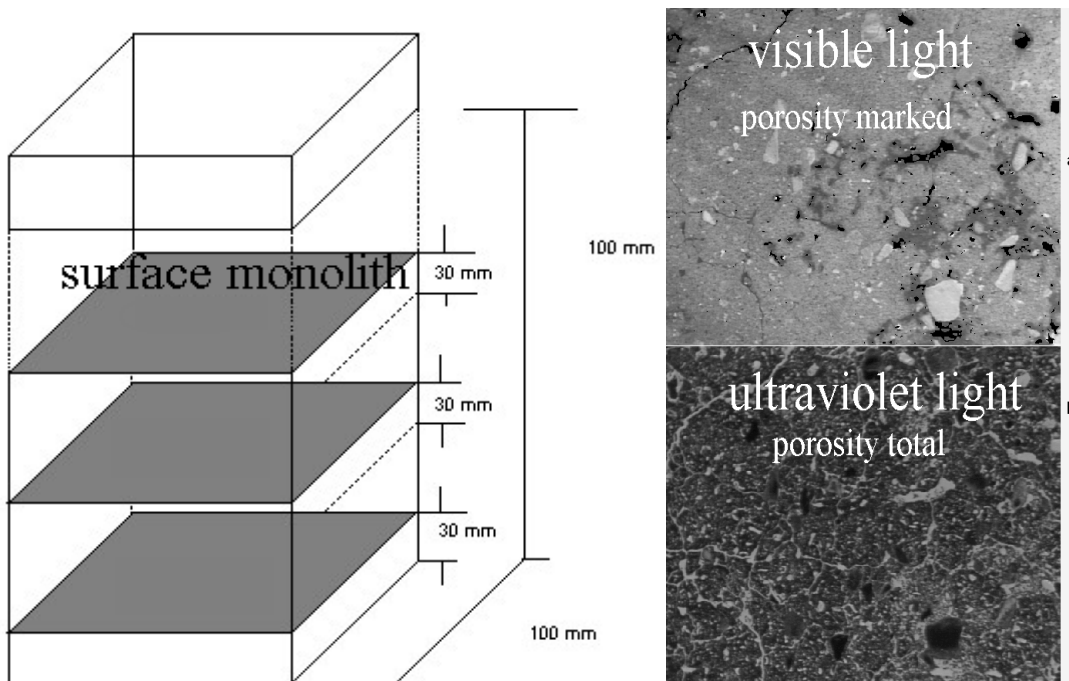 surface monolith
30 mm
30 mm
30 mm
100 mm
100 mm
visible light
porosity marked
a
ultraviolet light
porosity total